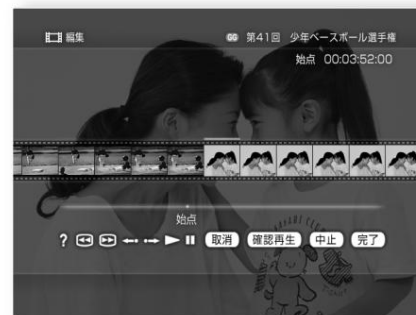 編集
GG 第41回 少年ベースボール選手権
始点 00:03:52:00
始点
? 取消 確認再生 中止 完了